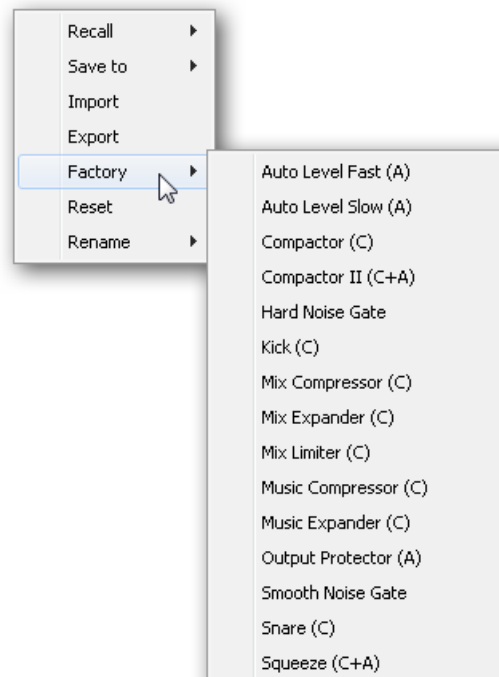 Recall
Save to
Import
Export
Factory
Reset
Rename
Auto Level Fast (A)
Auto Level Slow (A)
Compactor (C)
Compactor II (C+A)
Hard Noise Gate
Kick (C)
Mix Compressor (C)
Mix Expander (C)
Mix Limiter (C)
Music Compressor (C)
Music Expander (C)
Output Protector (A)
Smooth Noise Gate
Snare (C)
Squeeze (C+A)